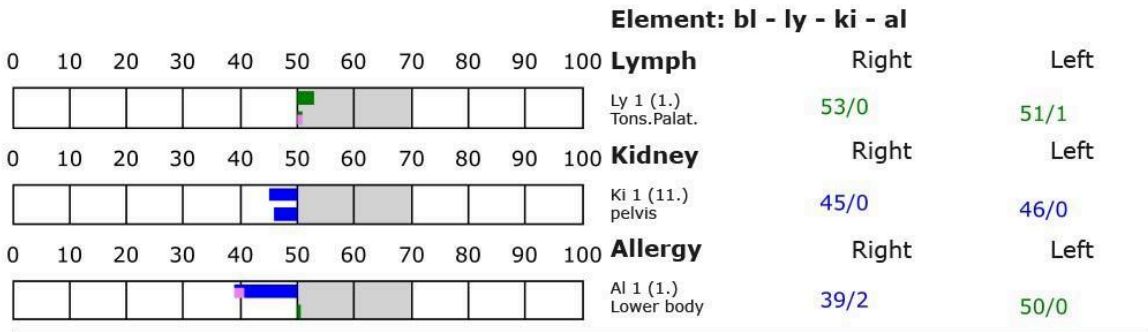 Element: bl - ly - ki - al
0 10 20 30 40 50 60 70 80 90 100 Lymph Right Left
Ly 1 (1.)
Tons.Palat. 53/0 51/1
0 10 20 30 40 50 60 70 80 90 100 Kidney Right Left
Ki 1 (11.)
pelvis 45/0 46/0
0 10 20 30 40 50 60 70 80 90 100 Allergy Right Left
Al 1 (1.)
Lower body 39/2 50/0